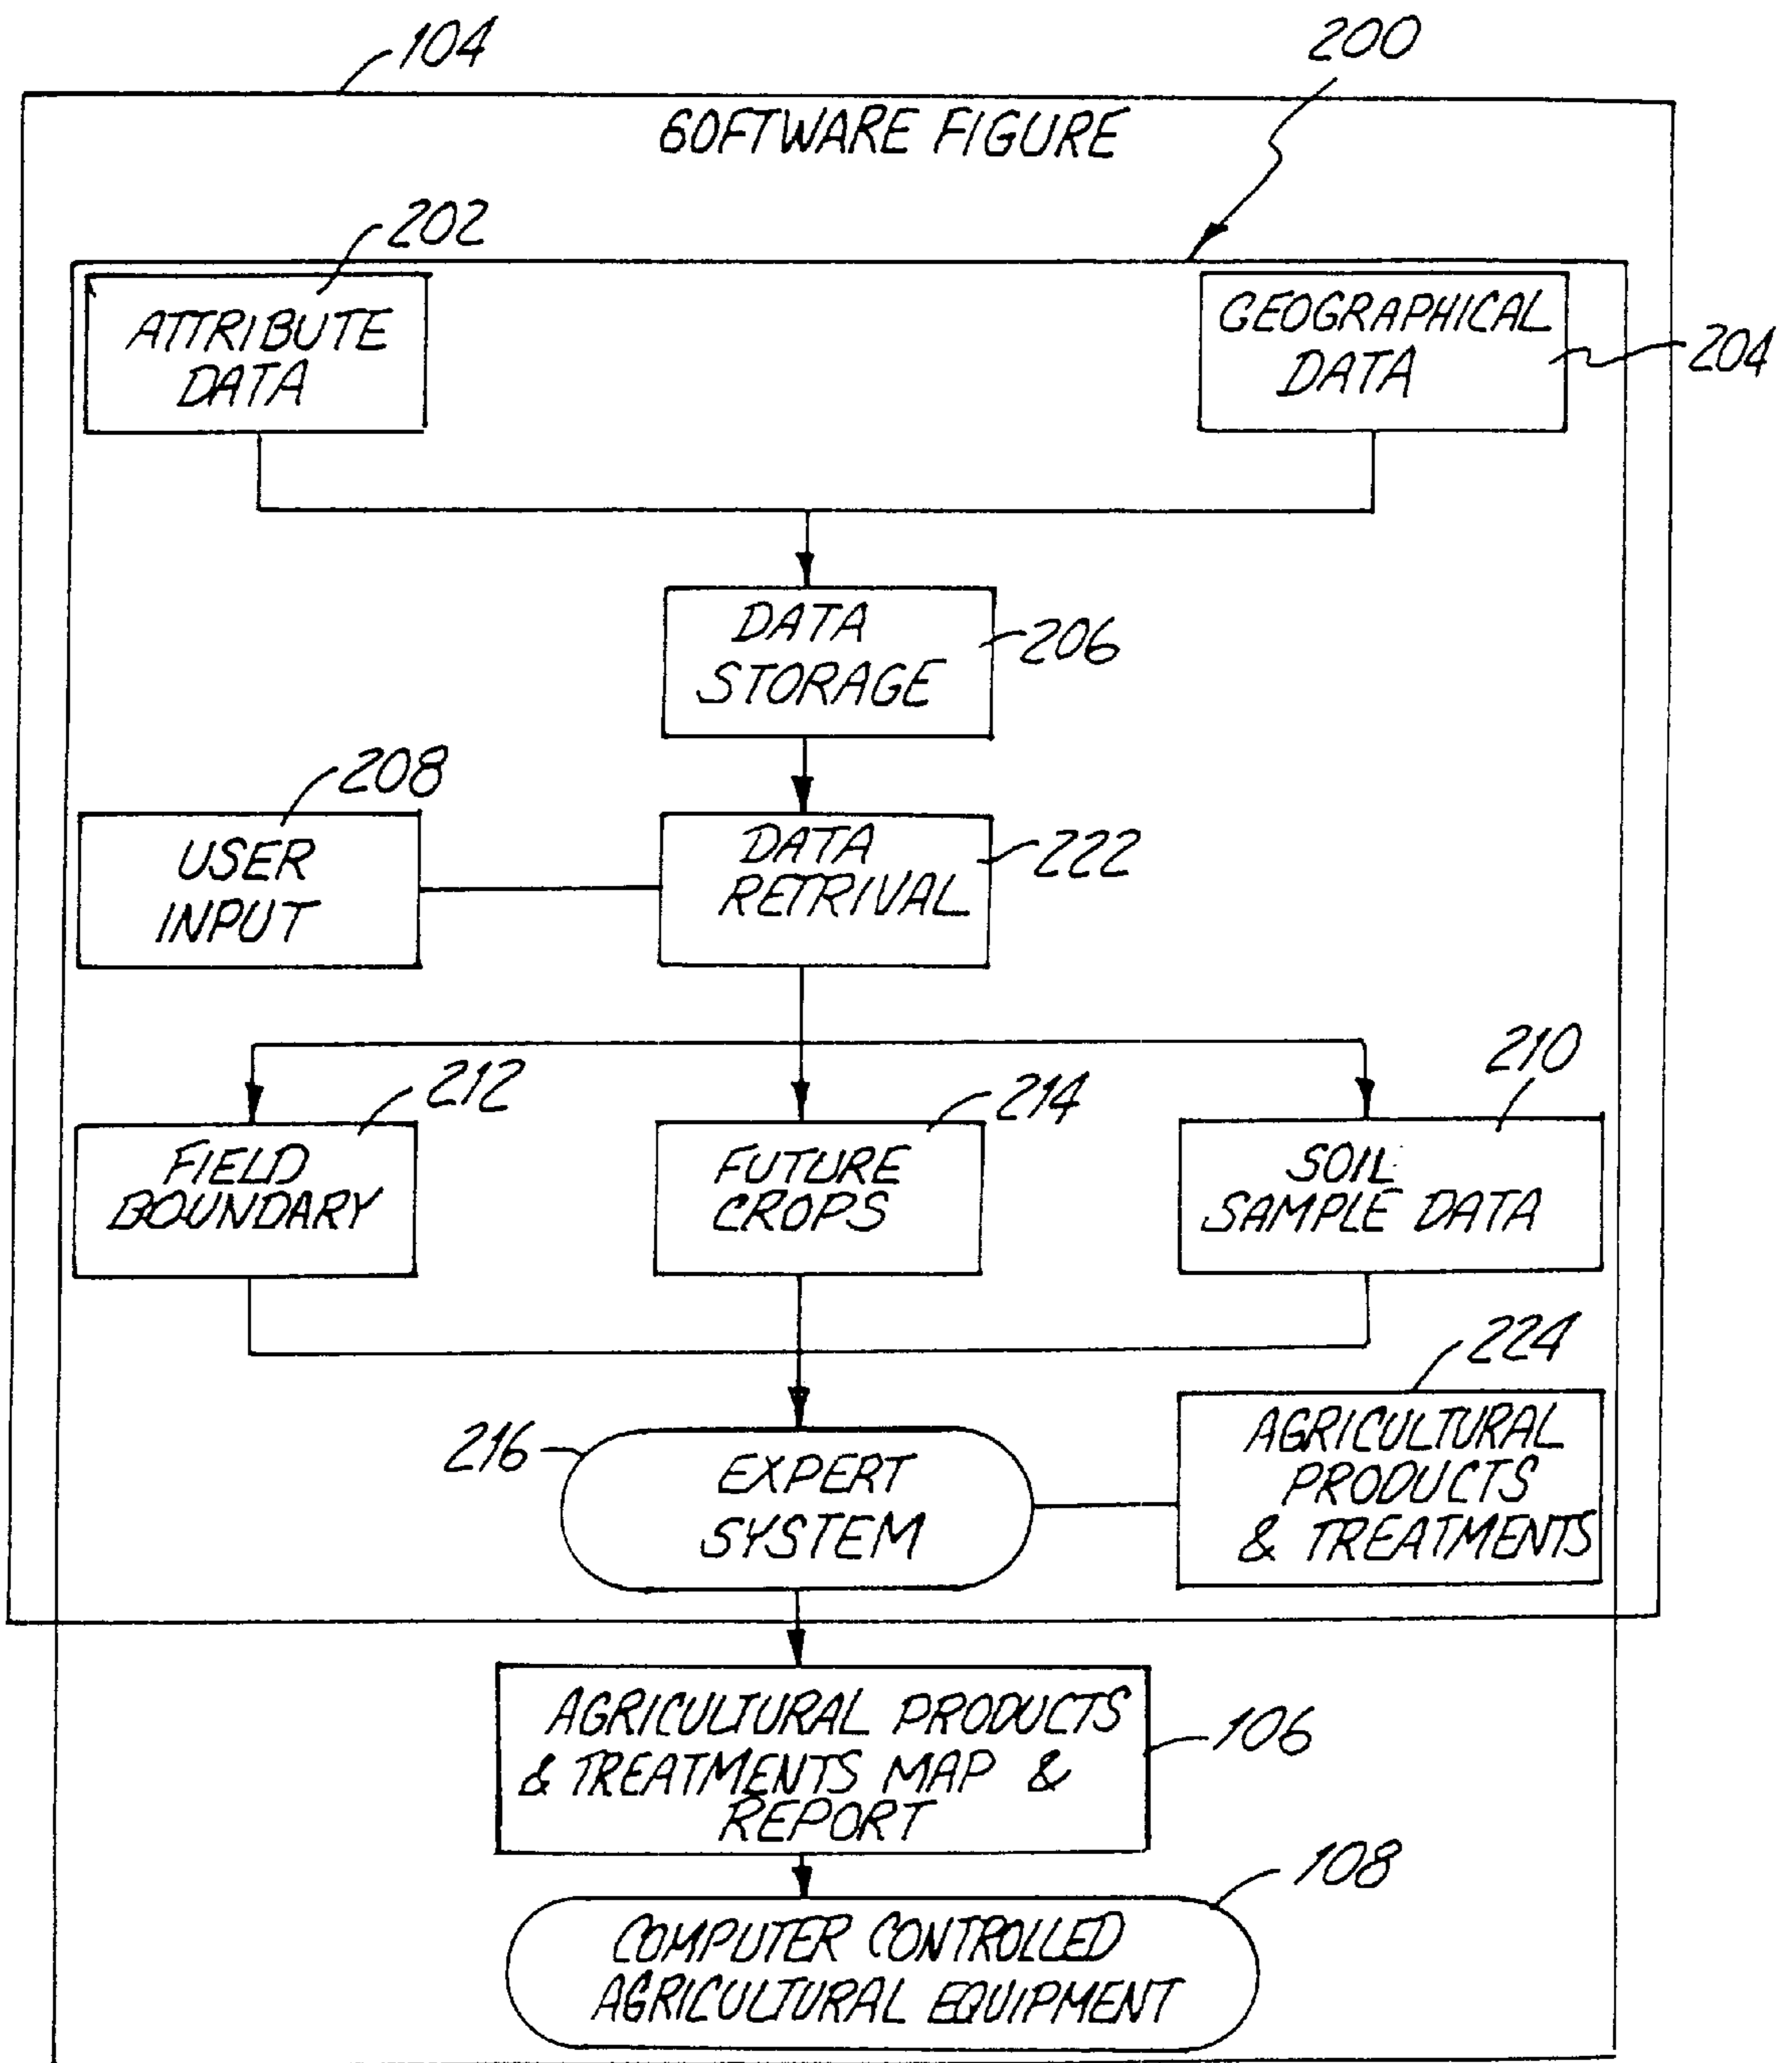 104
200
SOFTWARE FIGURE
202
ATTRIBUTE
DATA
GEOGRAPHICAL
DATA
204
DATA
STORAGE
206
208
USER
INPUT
DATA
RETRIVAL
222
212
214
210
FIELD
BOUNDARY
FUTURE
CROPS
SOIL
SAMPLE DATA
224
216
EXPERT
SYSTEM
AGRICULTURAL
PRODUCTS
& TREATMENTS
AGRICULTURAL PRODUCTS
& TREATMENTS MAP &
REPORT
106
108
COMPUTER CONTROLLED
AGRICULTURAL EQUIPMENT